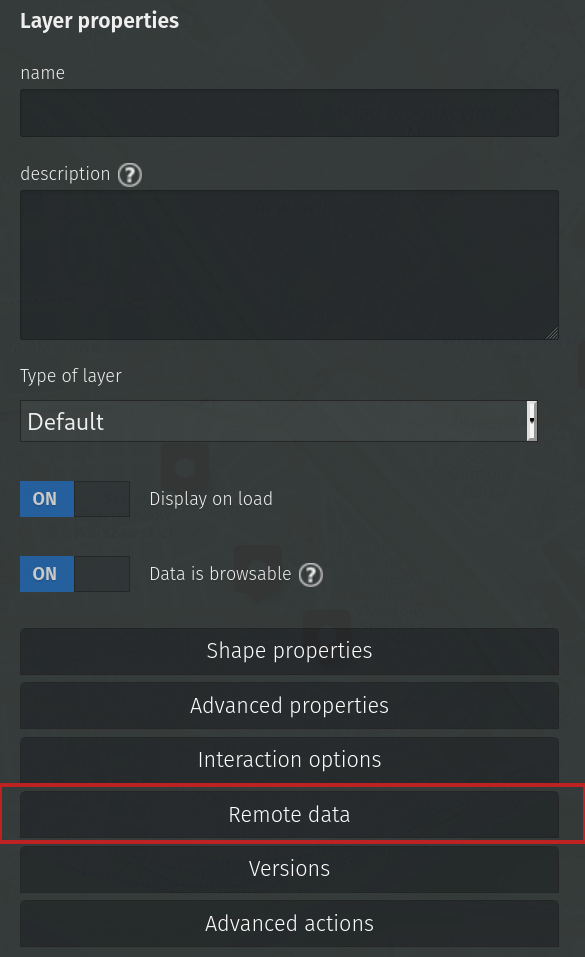 Layer properties
name
description ?
Type of layer
Default
ON Display on load
ON Data is browsable ?
Shape properties
Advanced properties
Interaction options
Remote data
Versions
Advanced actions